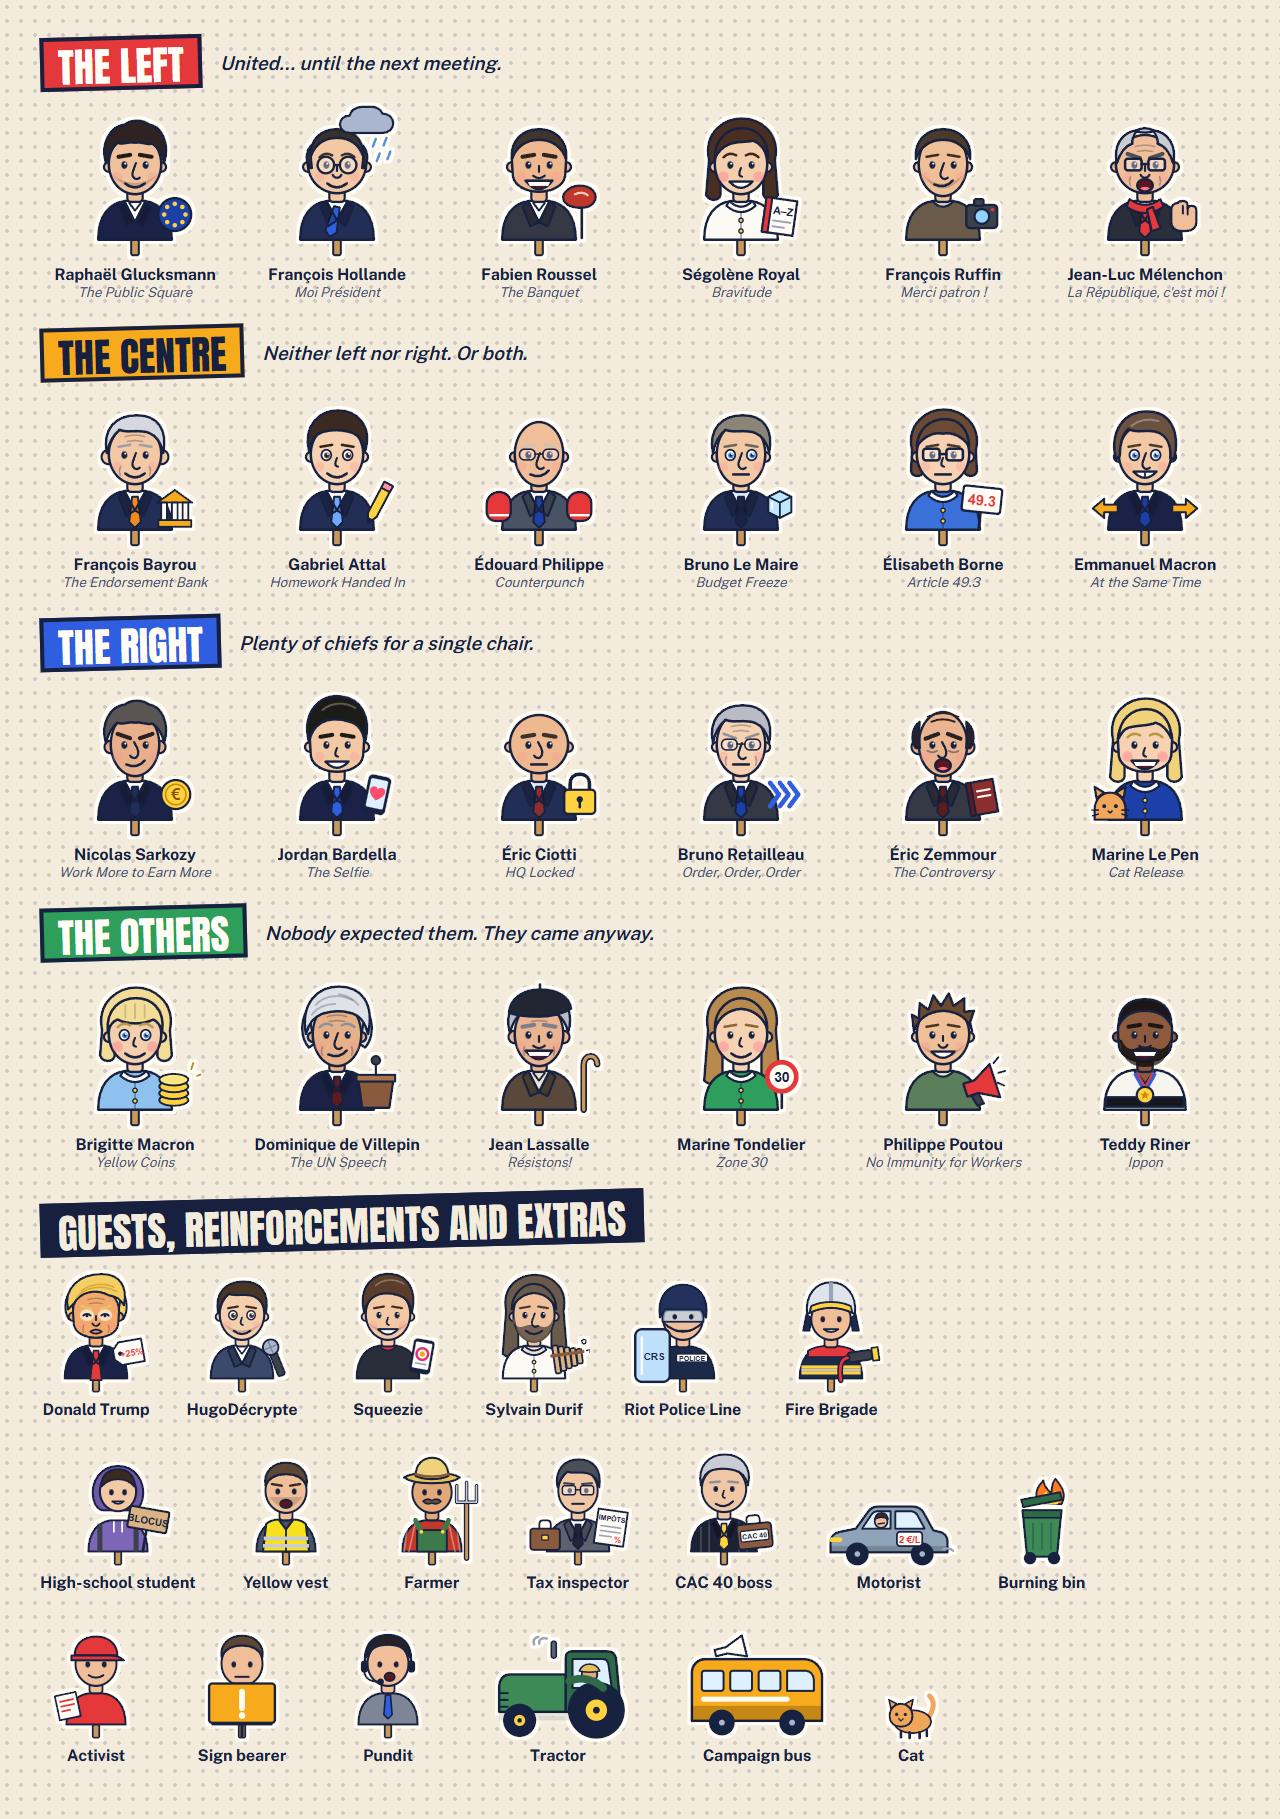 THE LEFT
United... until the next meeting.
A–Z
Raphaël Glucksmann
The Public Square
François Hollande
Moi Président
Fabien Roussel
The Banquet
Ségolène Royal
Bravitude
François Ruffin
Merci patron !
Jean-Luc Mélenchon
La République, c'est moi !
THE CENTRE
Neither left nor right. Or both.
49.3
François Bayrou
The Endorsement Bank
Gabriel Attal
Homework Handed In
Édouard Philippe
Counterpunch
Bruno Le Maire
Budget Freeze
Élisabeth Borne
Article 49.3
Emmanuel Macron
At the Same Time
THE RIGHT
Plenty of chiefs for a single chair.
€
Nicolas Sarkozy
Work More to Earn More
Jordan Bardella
The Selfie
Éric Ciotti
HQ Locked
Bruno Retailleau
Order, Order, Order
Éric Zemmour
The Controversy
Marine Le Pen
Cat Release
THE OTHERS
Nobody expected them. They came anyway.
30
Brigitte Macron
Yellow Coins
Dominique de Villepin
The UN Speech
Jean Lassalle
Résistons!
Marine Tondelier
Zone 30
Philippe Poutou
No Immunity for Workers
Teddy Riner
Ippon
GUESTS, REINFORCEMENTS AND EXTRAS
+25%
CRS
POLICE
Donald Trump
HugoDécrypte
Squeezie
Sylvain Durif
Riot Police Line
Fire Brigade
BLOCUS
IMPÔTS
%
CAC 40
2 €/L
High-school student
Yellow vest
Farmer
Tax inspector
CAC 40 boss
Motorist
Burning bin
!
Activist
Sign bearer
Pundit
Tractor
Campaign bus
Cat